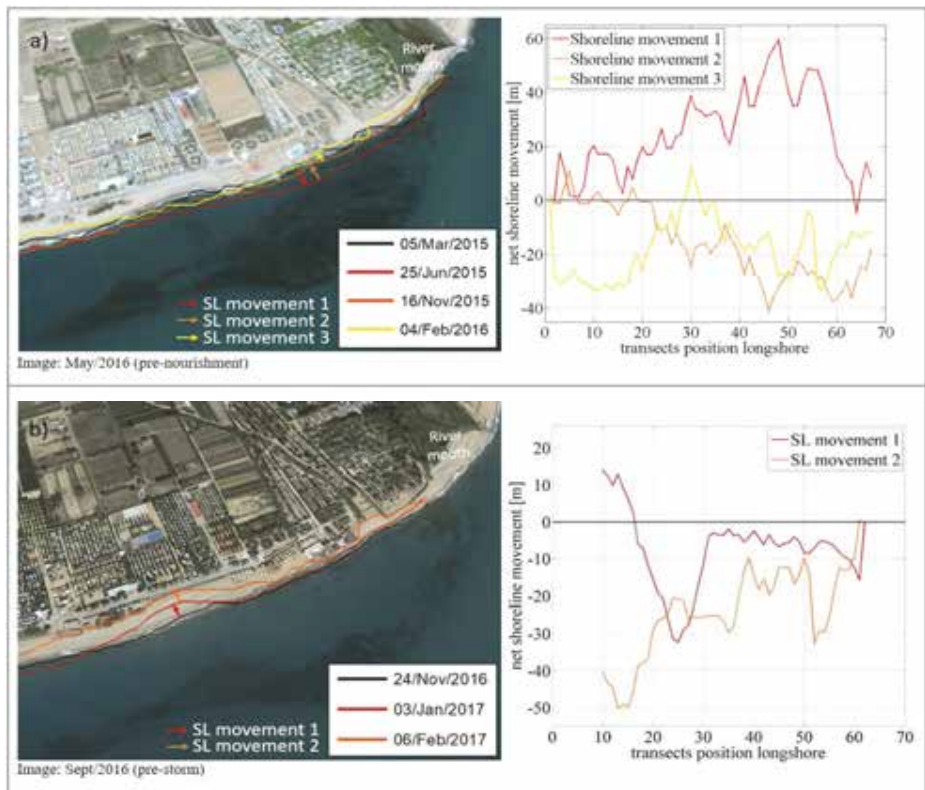 a)
River
mouth
05/Mar/2015
25/Jun/2015
16/Nov/2015
04/Feb/2016
SL movement 1
SL movement 2
SL movement 3
Image: May/2016 (pre-nourishment)
Shoreline movement 1
Shoreline movement 2
Shoreline movement 3
net shoreline movement [m]
60
40
20
0
-20
-40
0 10 20 30 40 50 60 70
transects position longshore
b)
River
mouth
24/Nov/2016
03/Jan/2017
06/Feb/2017
SL movement 1
SL movement 2
Image: Sept/2016 (pre-storm)
SL movement 1
SL movement 2
net shoreline movement [m]
20
10
0
-10
-20
-30
-40
-50
0 10 20 30 40 50 60 70
transects position longshore